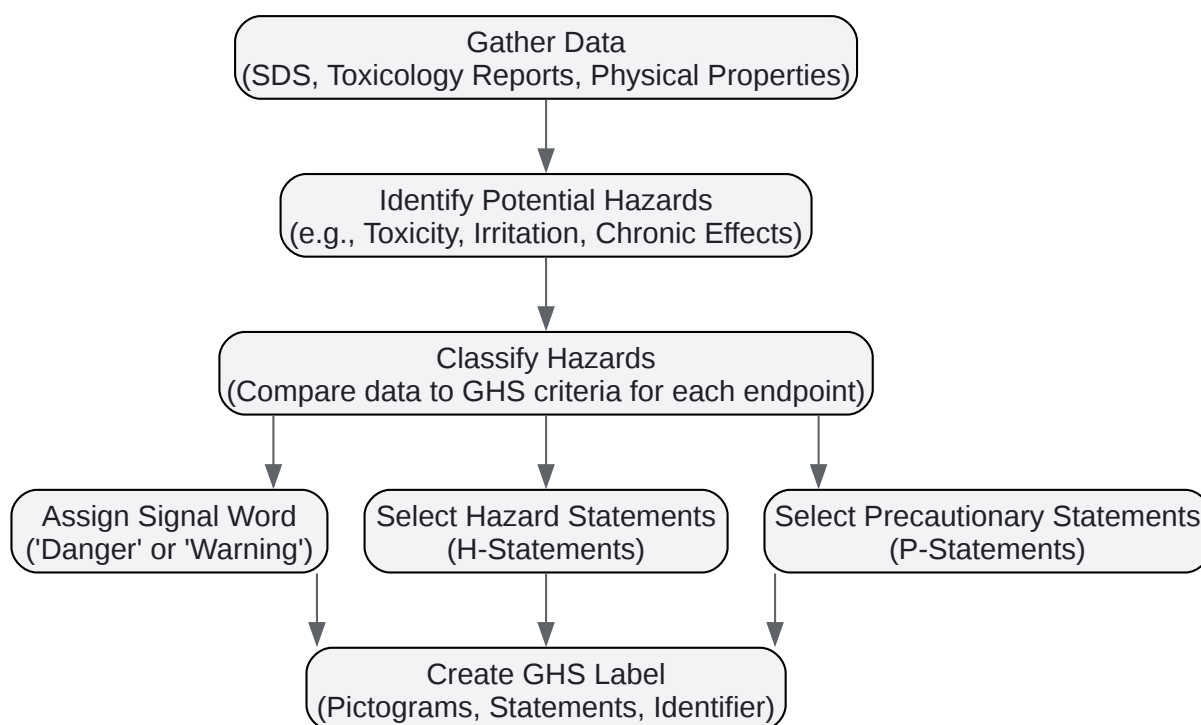 Gather Data
(SDS, Toxicology Reports, Physical Properties)
Identify Potential Hazards
(e.g., Toxicity, Irritation, Chronic Effects)
Classify Hazards
(Compare data to GHS criteria for each endpoint)
Assign Signal Word
('Danger' or 'Warning')
Select Hazard Statements
(H-Statements)
Select Precautionary Statements
(P-Statements)
Create GHS Label
(Pictograms, Statements, Identifier)